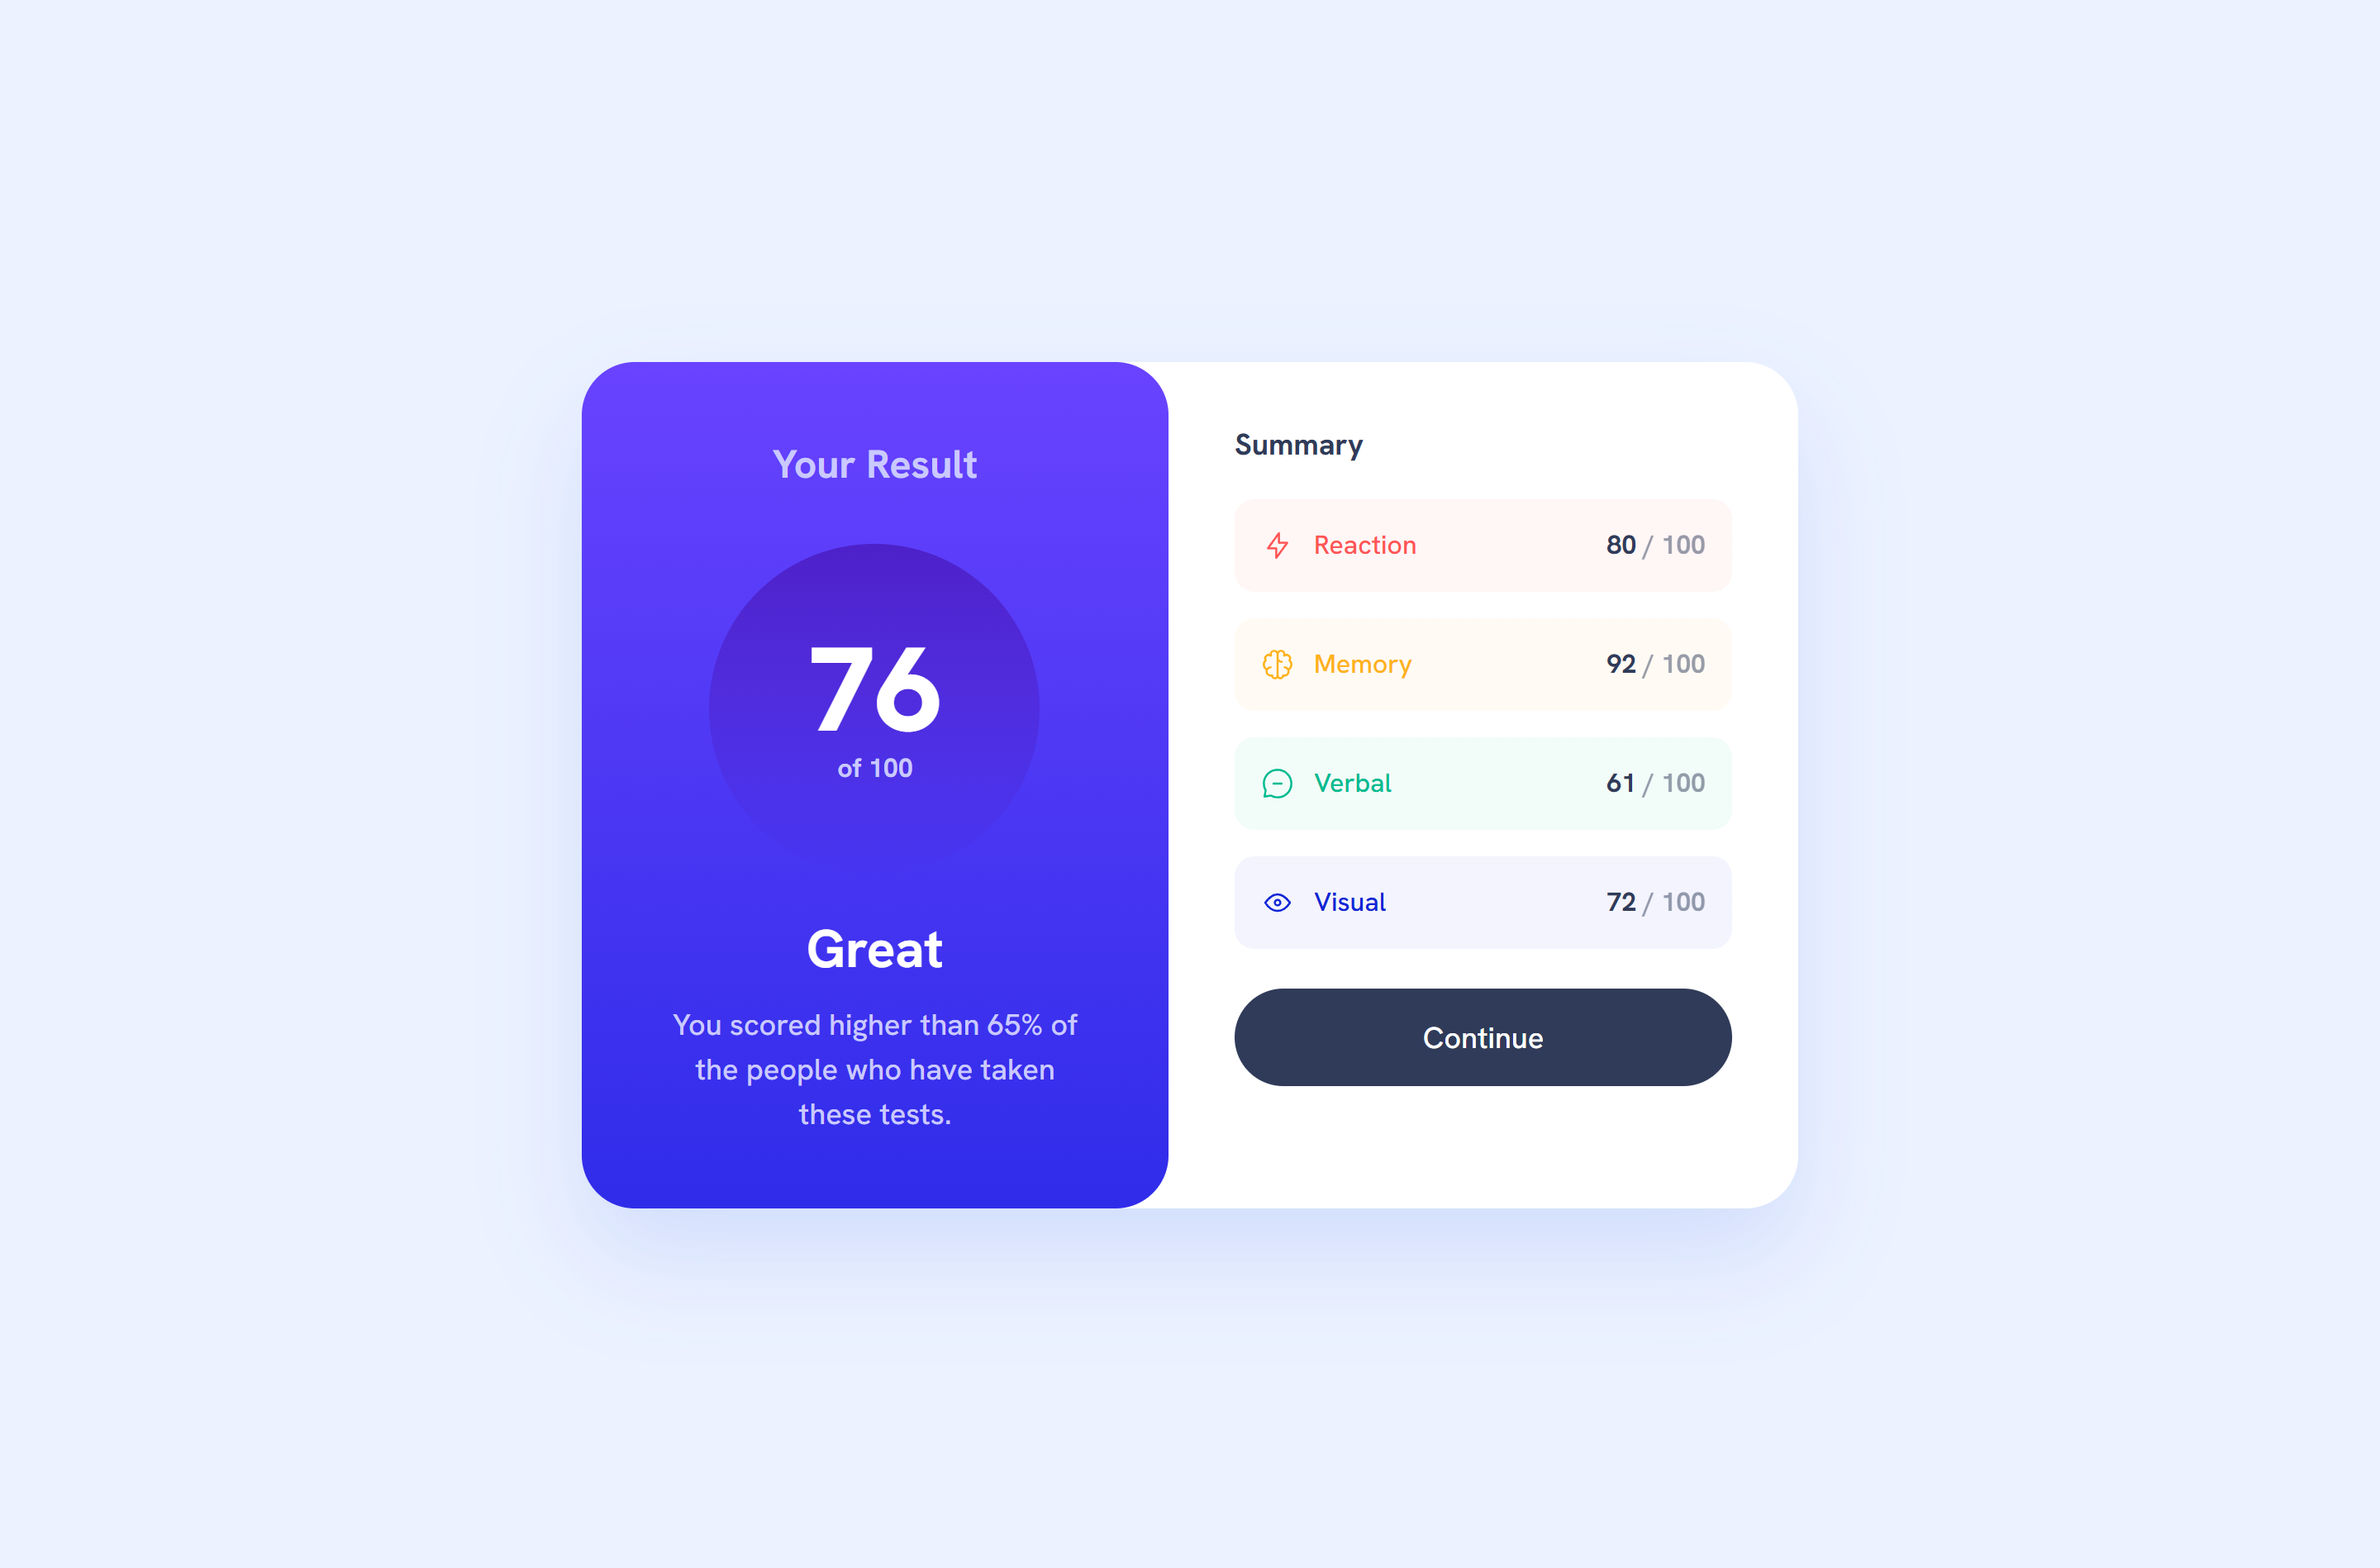 Your Result
76
of 100
Great
You scored higher than 65% of
the people who have taken
these tests.
Summary
Reaction 80 / 100
Memory 92 / 100
Verbal 61 / 100
Visual 72 / 100
Continue